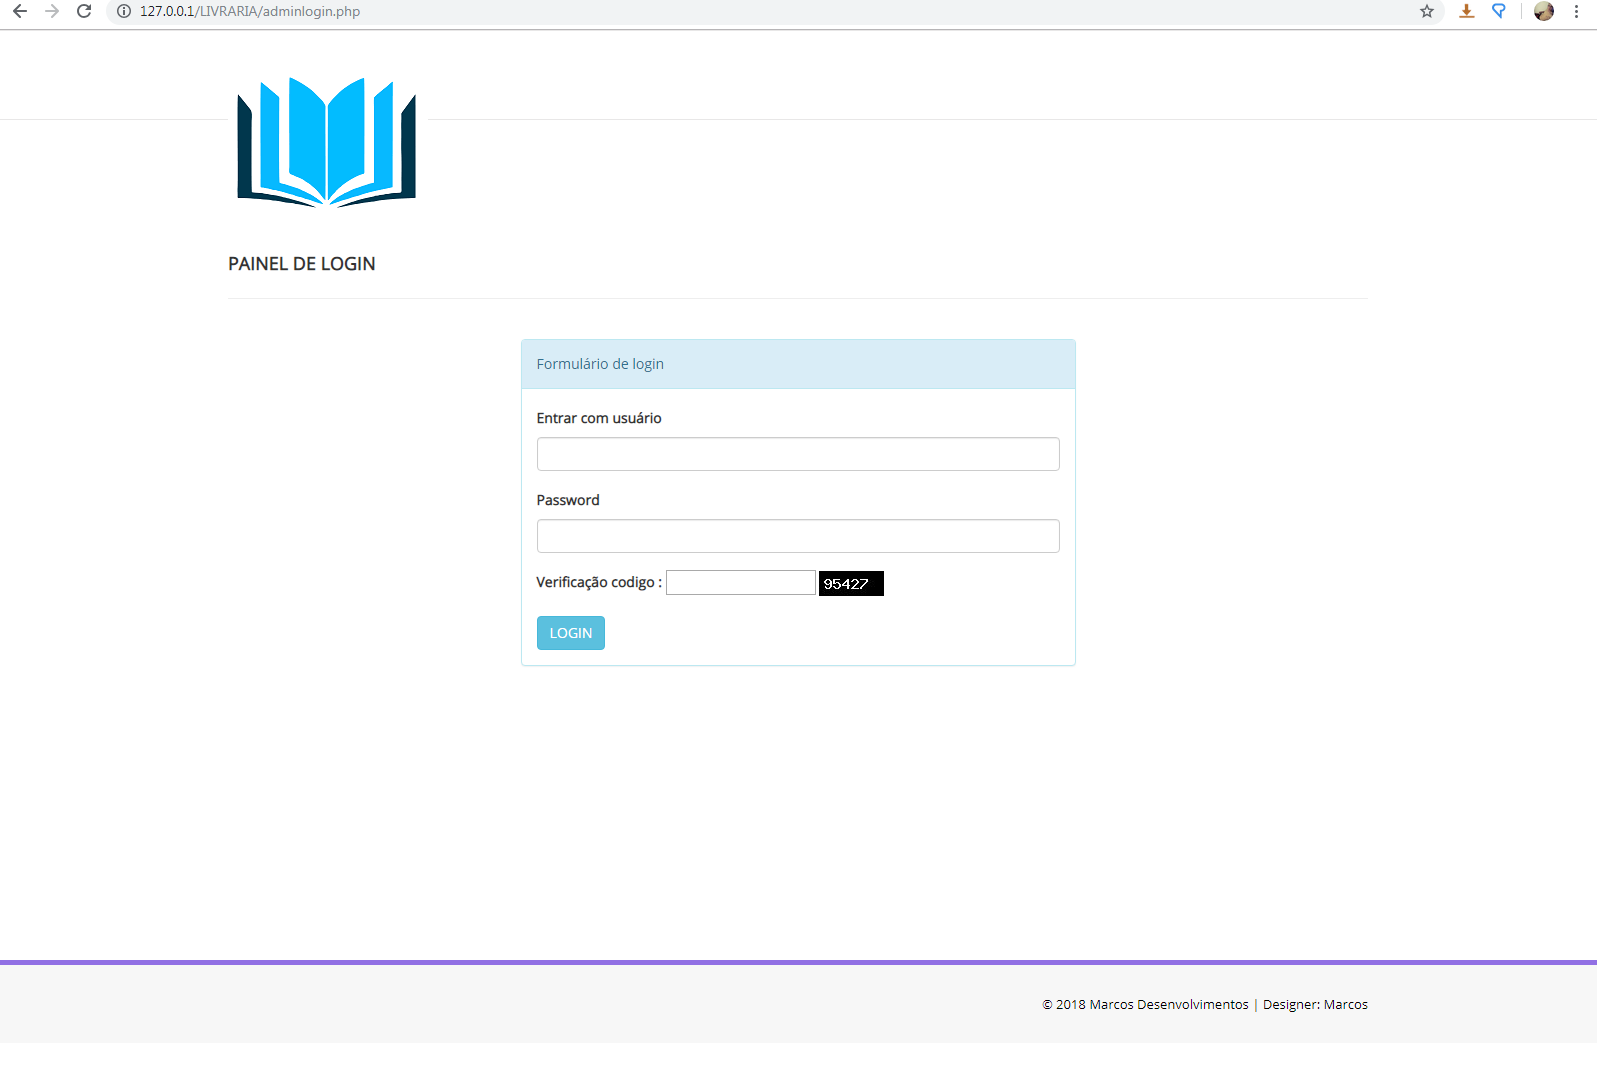 127.0.0.1/LIVRARIA/adminlogin.php
PAINEL DE LOGIN
Formulário de login
Entrar com usuário
Password
Verificação codigo : 95427
LOGIN
© 2018 Marcos Desenvolvimentos | Designer: Marcos